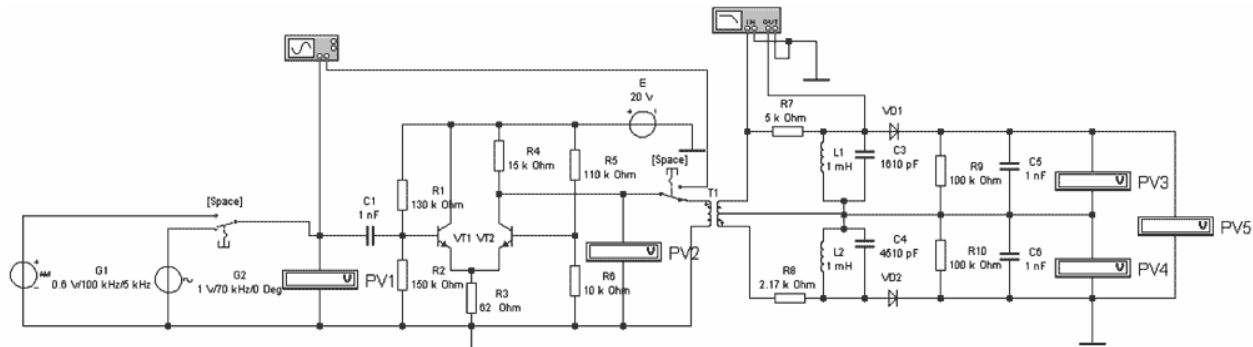 IN OUT
E
20 V
R7
5 k Ohm
VD1
[Space]
R4
15 k Ohm
R5
110 k Ohm
[Space]
T1
L1
1 mH
C3
1610 pF
R9
100 k Ohm
C5
1 nF
V
PV3
[Space]
C1
1 nF
R1
130 k Ohm
VT1
VT2
V
PV2
V
PV5
AM
G1
0.6 V/100 kHz/5 kHz
G2
1 V/70 kHz/0 Deg
V
PV1
R2
150 k Ohm
R3
62 Ohm
R6
10 k Ohm
R8
2.17 k Ohm
L2
1 mH
C4
4510 pF
VD2
R10
100 k Ohm
C6
1 nF
V
PV4